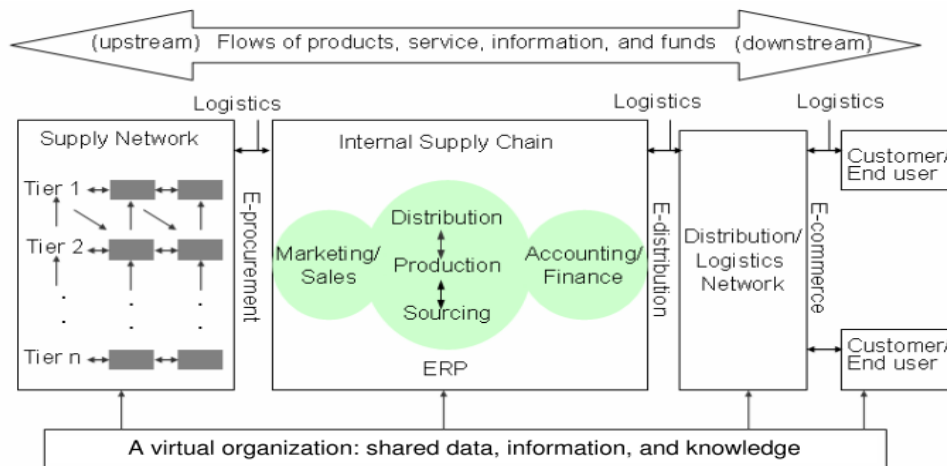 (upstream) Flows of products, service, information, and funds (downstream)
Logistics
Logistics
Logistics
Supply Network
Tier 1
Tier 2
Tier n
E-procurement
Internal Supply Chain
Marketing/
Sales
Distribution
Production
Sourcing
Accounting/
Finance
ERP
E-distribution
Distribution/
Logistics
Network
E-commerce
Customer/
End user
Customer/
End user
A virtual organization: shared data, information, and knowledge